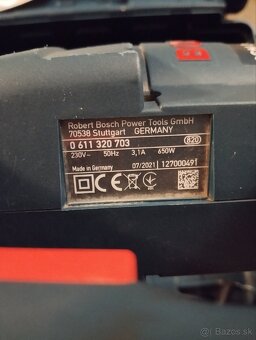 Robert Bosch Power Tools GmbH
70538 Stuttgart GERMANY
0 611 320 703
820
230V~ 50Hz 3,1A 650W
Made in Germany 07/2021 127000491
CE
bazos.sk